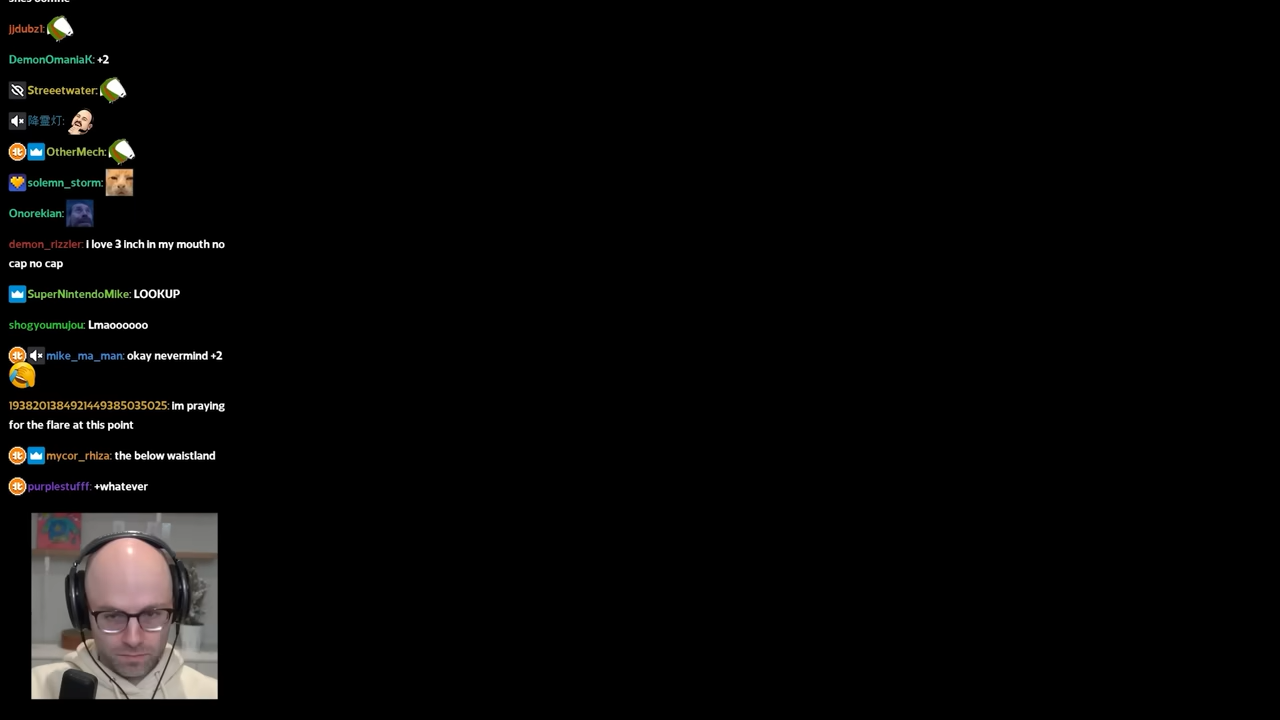 jjdubz1:
DemonOmaniaK: +2
Streeetwater:
降霊灯:
OtherMech:
solemn_storm:
Onorekian:
demon_rizzler: i love 3 inch in my mouth no
cap no cap
SuperNintendoMike: LOOKUP
shogyoumujou: Lmaoooooo
mike_ma_man: okay nevermind +2
1938201384921449385035025: im praying
for the flare at this point
mycor_rhiza: the below waistland
purplestufff: +whatever